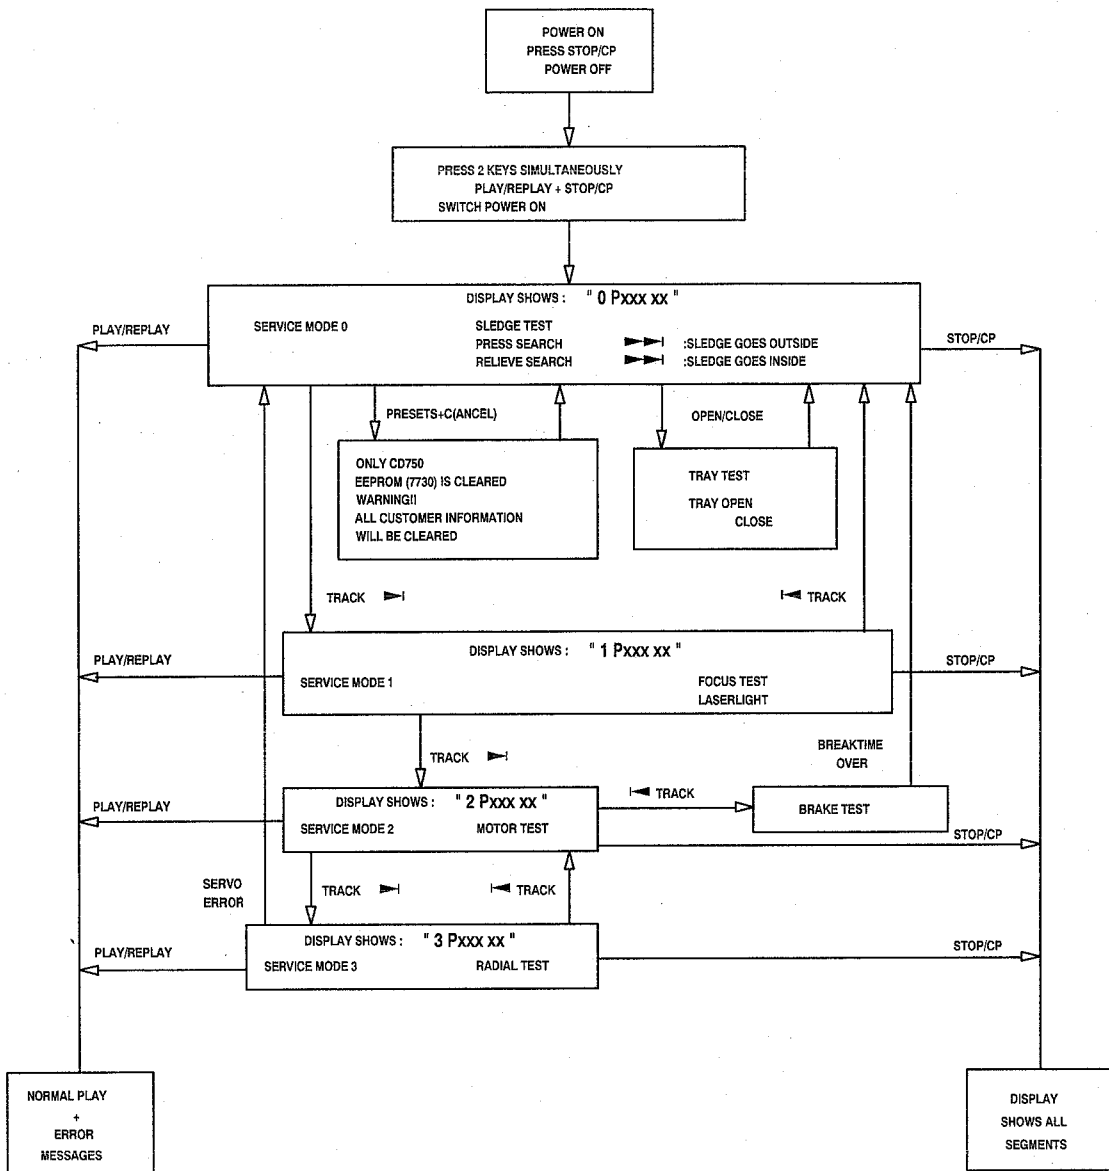 POWER ON
PRESS STOP/CP
POWER OFF
PRESS 2 KEYS SIMULTANEOUSLY
PLAY/REPLAY + STOP/CP
SWITCH POWER ON
DISPLAY SHOWS : " 0 Pxxx xx "
SERVICE MODE 0
SLEDGE TEST
PRESS SEARCH :SLEDGE GOES OUTSIDE
RELIEVE SEARCH :SLEDGE GOES INSIDE
PLAY/REPLAY
STOP/CP
PRESETS+C(ANCEL)
OPEN/CLOSE
ONLY CD750
EEPROM (7730) IS CLEARED
WARNING!!
ALL CUSTOMER INFORMATION
WILL BE CLEARED
TRAY TEST
TRAY OPEN
CLOSE
TRACK
TRACK
DISPLAY SHOWS : " 1 Pxxx xx "
SERVICE MODE 1
FOCUS TEST
LASERLIGHT
PLAY/REPLAY
STOP/CP
TRACK
BREAKTIME
OVER
DISPLAY SHOWS : " 2 Pxxx xx "
SERVICE MODE 2 MOTOR TEST
PLAY/REPLAY
TRACK
BRAKE TEST
STOP/CP
SERVO
ERROR
TRACK
TRACK
DISPLAY SHOWS : " 3 Pxxx xx "
SERVICE MODE 3 RADIAL TEST
PLAY/REPLAY
STOP/CP
NORMAL PLAY
+
ERROR
MESSAGES
DISPLAY
SHOWS ALL
SEGMENTS